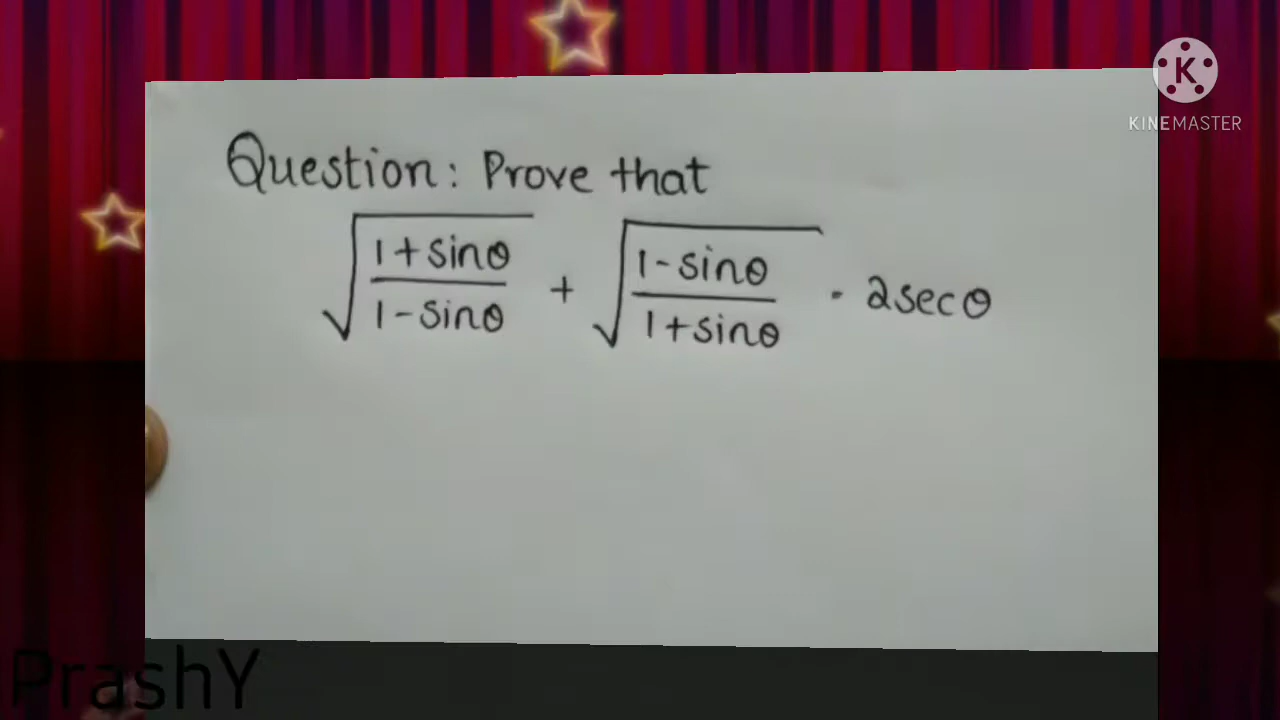 KINEMASTER
Question: Prove that
√((1+sinθ)/(1-sinθ)) + √((1-sinθ)/(1+sinθ)) - 2secθ
PrashY